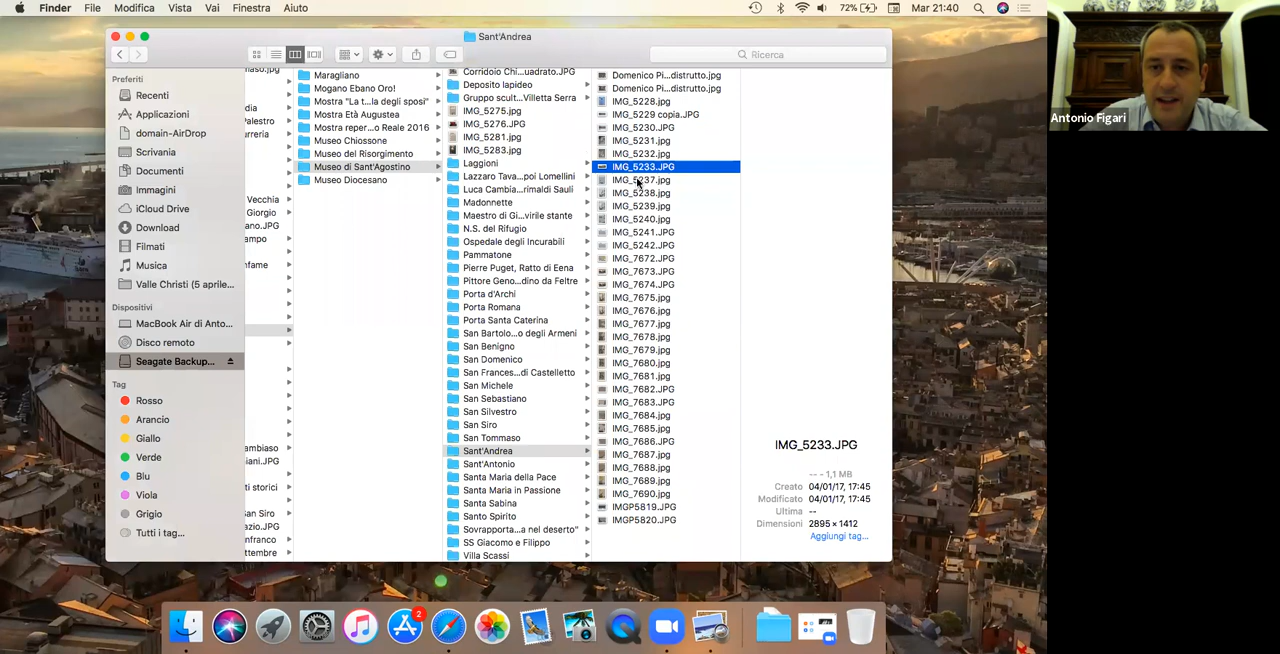 Finder File Modifica Vista Vai Finestra Aiuto 72% Mar 21:40
Sant'Andrea
Ricerca
Preferiti
Recenti
Applicazioni
domain-AirDrop
Scrivania
Documenti
Immagini
iCloud Drive
Download
Filmati
Musica
Valle Christi (5 aprile...
Dispositivi
MacBook Air di Anto...
Disco remoto
Seagate Backup...
Tag
Rosso
Arancio
Giallo
Verde
Blu
Viola
Grigio
Tutti i tag...
Vecchia
Giorgio
Maragliano
Mogano Ebano Oro!
Mostra "La t...la degli sposi"
Mostra Età Augustea
Mostra reper...o Reale 2016
Museo Chiossone
Museo del Risorgimento
Museo di Sant'Agostino
Museo Diocesano
Corridoio Chi...uadrato.JPG
Deposito lapideo
Gruppo scult...Villetta Serra
IMG_5275.jpg
IMG_5276.JPG
IMG_5281.jpg
IMG_5283.jpg
Laggioni
Lazzaro Tava...poi Lomellini
Luca Cambia...rimaldi Sauli
Madonnette
Maestro di Gi...virile stante
N.S. del Rifugio
Ospedale degli Incurabili
Pammatone
Pierre Puget, Ratto di Eena
Pittore Geno...dino da Feltre
Porta d'Archi
Porta Romana
Porta Santa Caterina
San Bartolo...o degli Armeni
San Benigno
San Domenico
San Frances...di Castelletto
San Michele
San Sebastiano
San Silvestro
San Siro
San Tommaso
Sant'Andrea
Sant'Antonio
Santa Maria della Pace
Santa Maria in Passione
Santa Sabina
Santo Spirito
Sovrapporta...a nel deserto"
SS Giacomo e Filippo
Villa Scassi
Domenico Pi...distrutto.jpg
Domenico Pi...distrutto.jpg
IMG_5228.jpg
IMG_5229 copia.JPG
IMG_5230.JPG
IMG_5231.jpg
IMG_5232.jpg
IMG_5233.JPG
IMG_5237.jpg
IMG_5238.jpg
IMG_5239.jpg
IMG_5240.jpg
IMG_5241.JPG
IMG_5242.JPG
IMG_7672.JPG
IMG_7673.JPG
IMG_7674.JPG
IMG_7675.jpg
IMG_7676.jpg
IMG_7677.jpg
IMG_7678.jpg
IMG_7679.jpg
IMG_7680.jpg
IMG_7681.jpg
IMG_7682.JPG
IMG_7683.JPG
IMG_7684.jpg
IMG_7685.jpg
IMG_7686.JPG
IMG_7687.jpg
IMG_7688.jpg
IMG_7689.jpg
IMG_7690.jpg
IMGP5819.JPG
IMGP5820.JPG
IMG_5233.JPG
-- - 1,1 MB
Creato 04/01/17, 17:45
Modificato 04/01/17, 17:45
Ultima --
Dimensioni 2895 × 1412
Aggiungi tag...
2
Antonio Figari